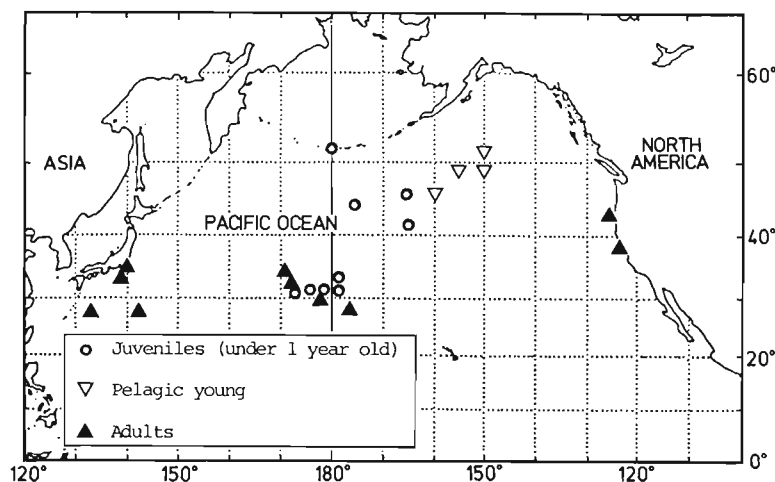 60°
ASIA
NORTH
AMERICA
PACIFIC OCEAN
40°
Juveniles (under 1 year old)
Pelagic young
Adults
20°
0°
120° 150° 180° 150° 120°